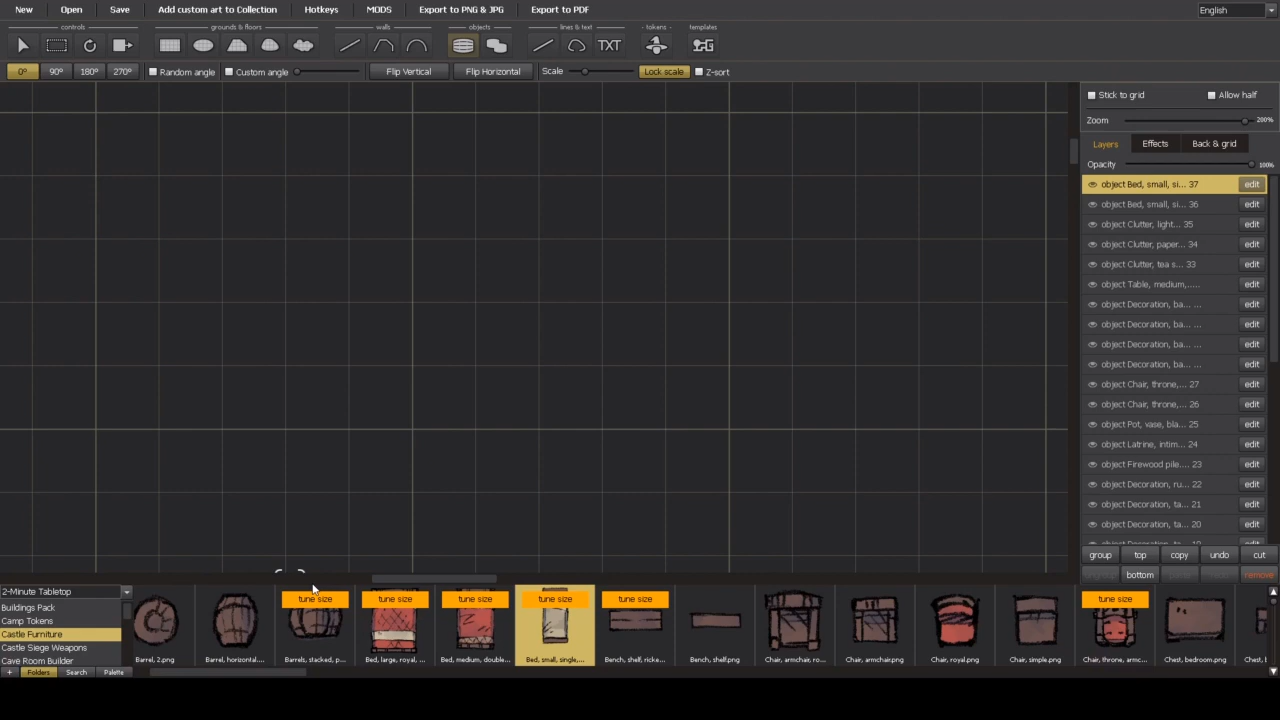 New Open Save Add custom art to Collection Hotkeys MODS Export to PNG & JPG Export to PDF English
controls grounds & floors walls objects lines & text tokens templates
TXT
0º 90º 180º 270º Random angle Custom angle Flip Vertical Flip Horizontal Scale Lock scale Z-sort
Stick to grid Allow half
Zoom 200%
Layers Effects Back & grid
Opacity 100%
object Bed, small, si... 37 edit
object Bed, small, si... 36 edit
object Clutter, light... 35 edit
object Clutter, paper... 34 edit
object Clutter, tea s... 33 edit
object Table, medium,..... edit
object Decoration, ba... ... edit
object Decoration, ba... ... edit
object Decoration, ba... ... edit
object Decoration, ba... ... edit
object Chair, throne,... 27 edit
object Chair, throne,... 26 edit
object Pot, vase, bla... 25 edit
object Latrine, intim... 24 edit
object Firewood pile.... 23 edit
object Decoration, ru... 22 edit
object Decoration, ta... 21 edit
object Decoration, ta... 20 edit
group top copy undo cut
bottom remove
2-Minute Tabletop
Buildings Pack
Camp Tokens
Castle Furniture
Castle Siege Weapons
Cave Room Builder
+ Folders Search Palette
tune size tune size tune size tune size tune size tune size
Barrel, 2.png Barrel, horizontal.... Barrels, stacked, p... Bed, large, royal, ... Bed, medium, double... Bed, small, single,... Bench, shelf, ricke... Bench, shelf.png Chair, armchair, ro... Chair, armchair.png Chair, royal.png Chair, simple.png Chair, throne, armc... Chest, bedroom.png Chest, b